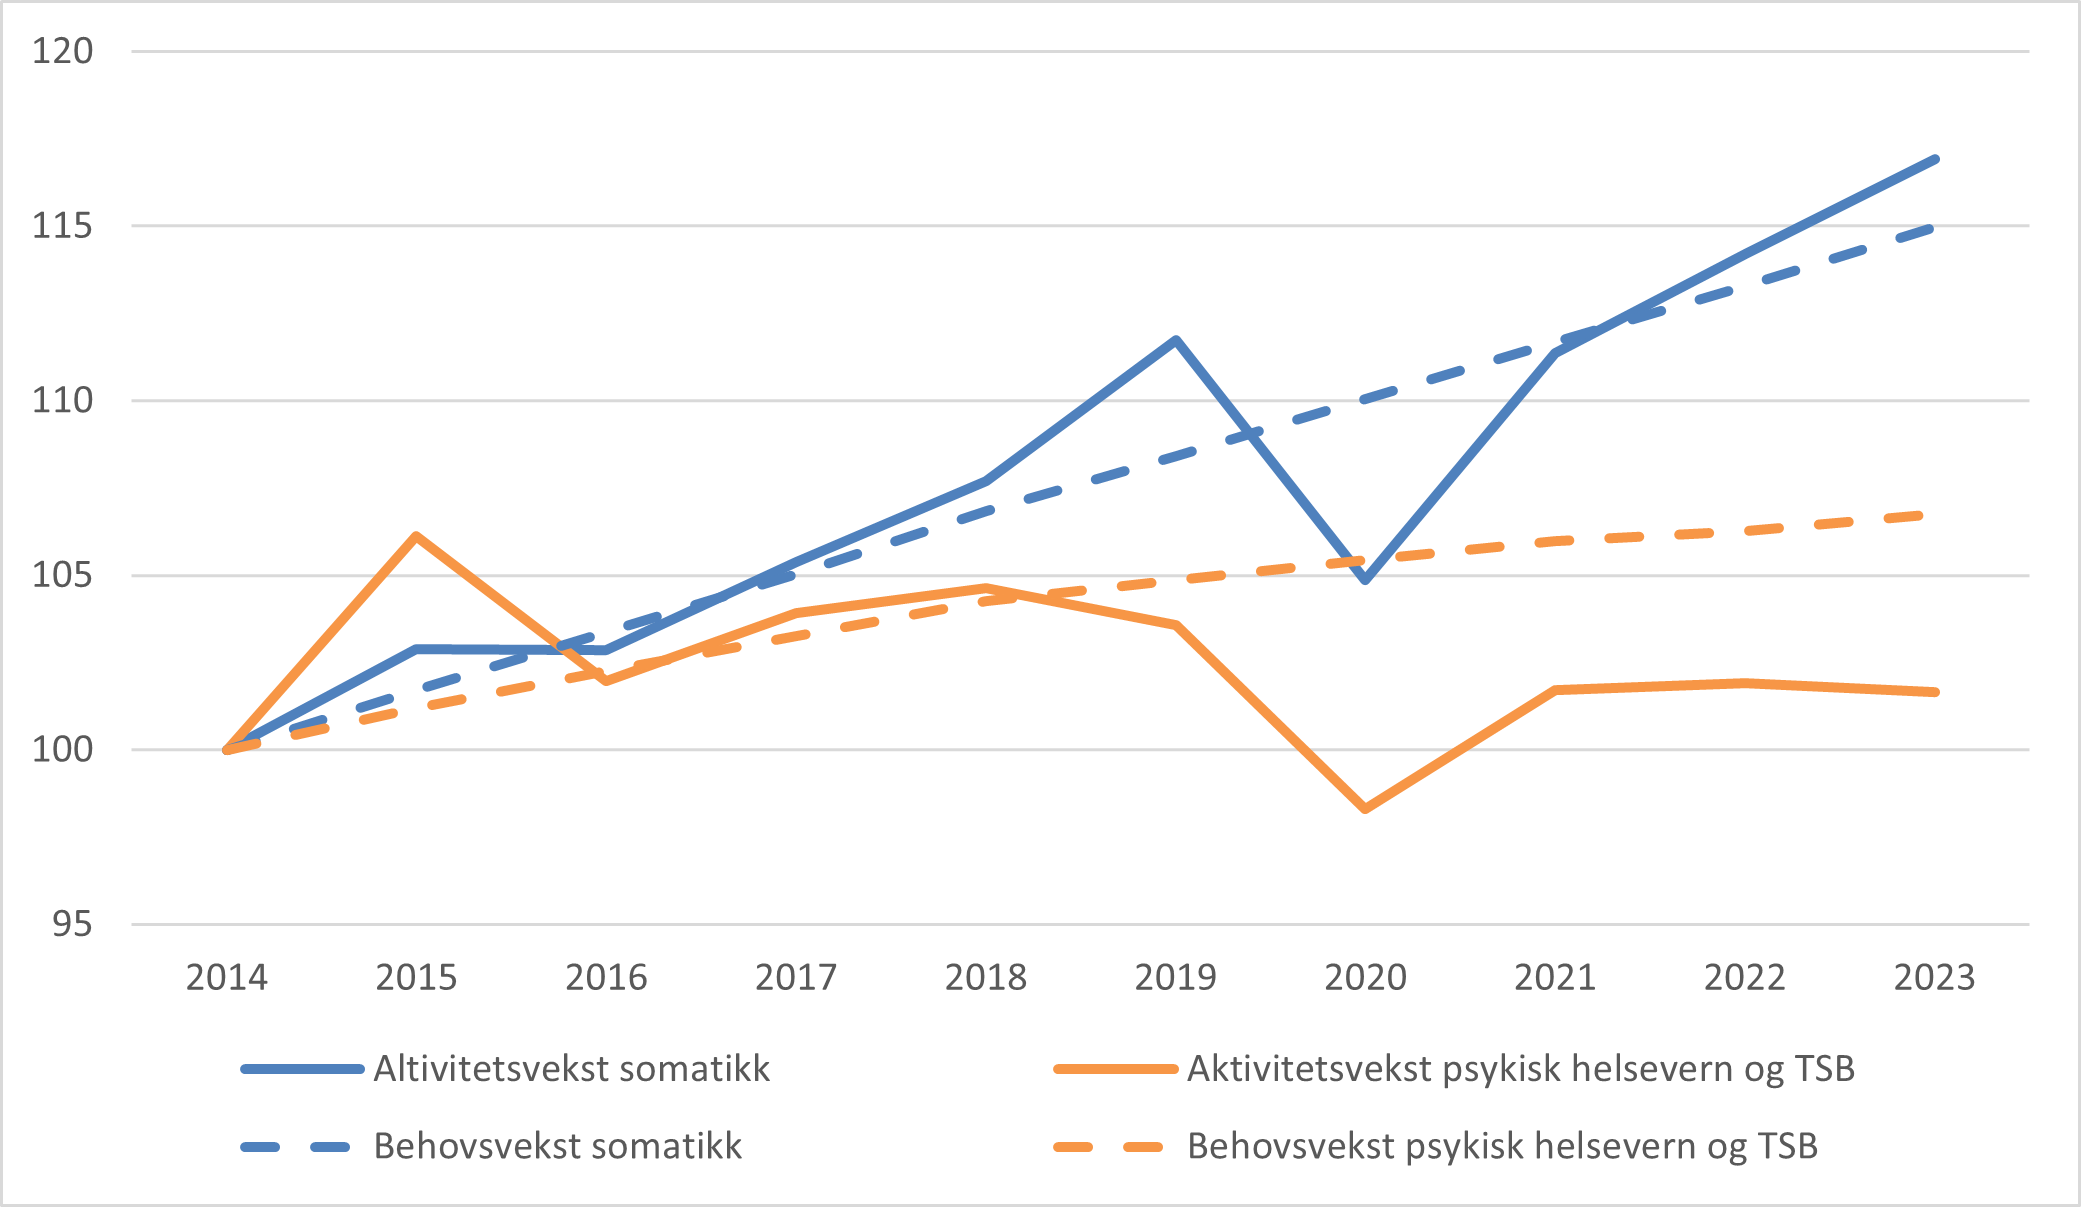 120
115
110
105
100
95
2014 2015 2016 2017 2018 2019 2020 2021 2022 2023
Altivitetsvekst somatikk Aktivitetsvekst psykisk helsevern og TSB
Behovsvekst somatikk Behovsvekst psykisk helsevern og TSB